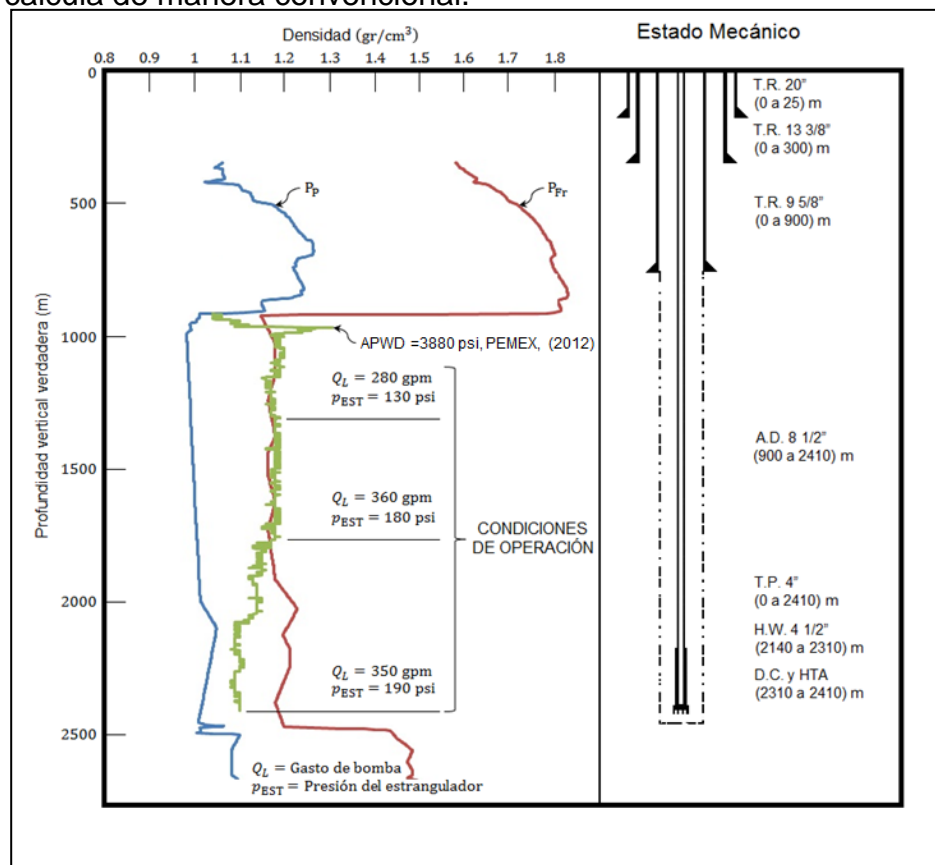 calcula de manera convencional.
Densidad (gr/cm³)
Estado Mecánico
0.8 0.9 1 1.1 1.2 1.3 1.4 1.5 1.6 1.7 1.8
0
500
1000
1500
2000
2500
Profundidad vertical verdadera (m)
P_p
P_Fr
APWD =3880 psi, PEMEX, (2012)
Q_L = 280 gpm
p_EST = 130 psi
Q_L = 360 gpm
p_EST = 180 psi
CONDICIONES
DE OPERACIÓN
Q_L = 350 gpm
p_EST = 190 psi
Q_L = Gasto de bomba
p_EST = Presión del estrangulador
T.R. 20"
(0 a 25) m
T.R. 13 3/8"
(0 a 300) m
T.R. 9 5/8"
(0 a 900) m
A.D. 8 1/2"
(900 a 2410) m
T.P. 4"
(0 a 2410) m
H.W. 4 1/2"
(2140 a 2310) m
D.C. y HTA
(2310 a 2410) m